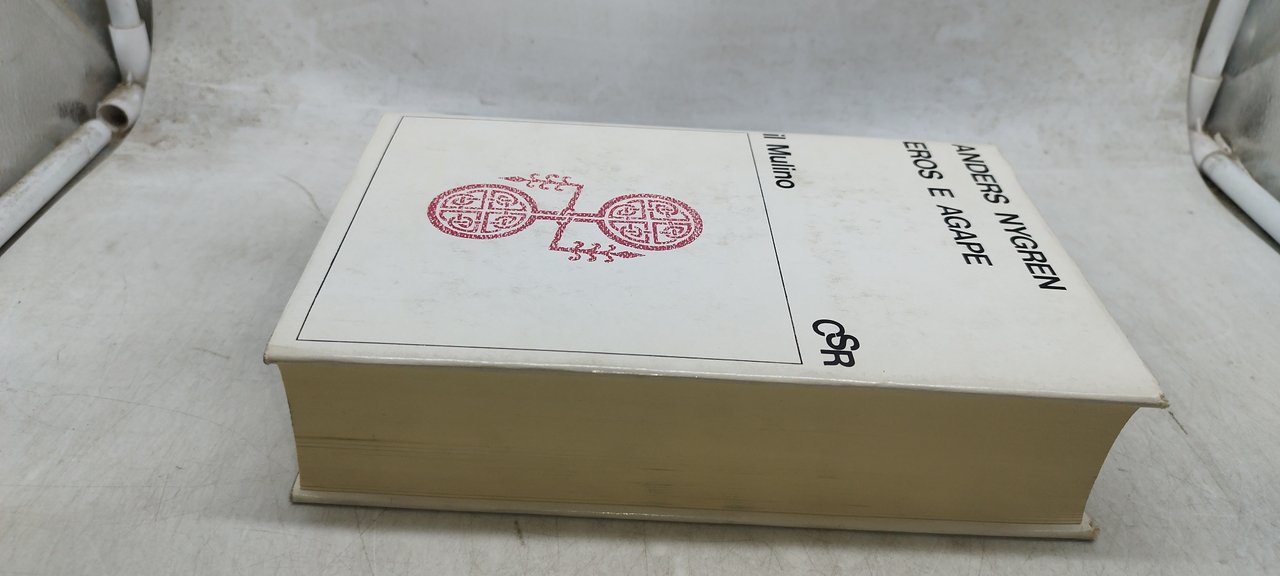 ANDERS NYGREN
EROS E AGAPE
CSR
il Mulino